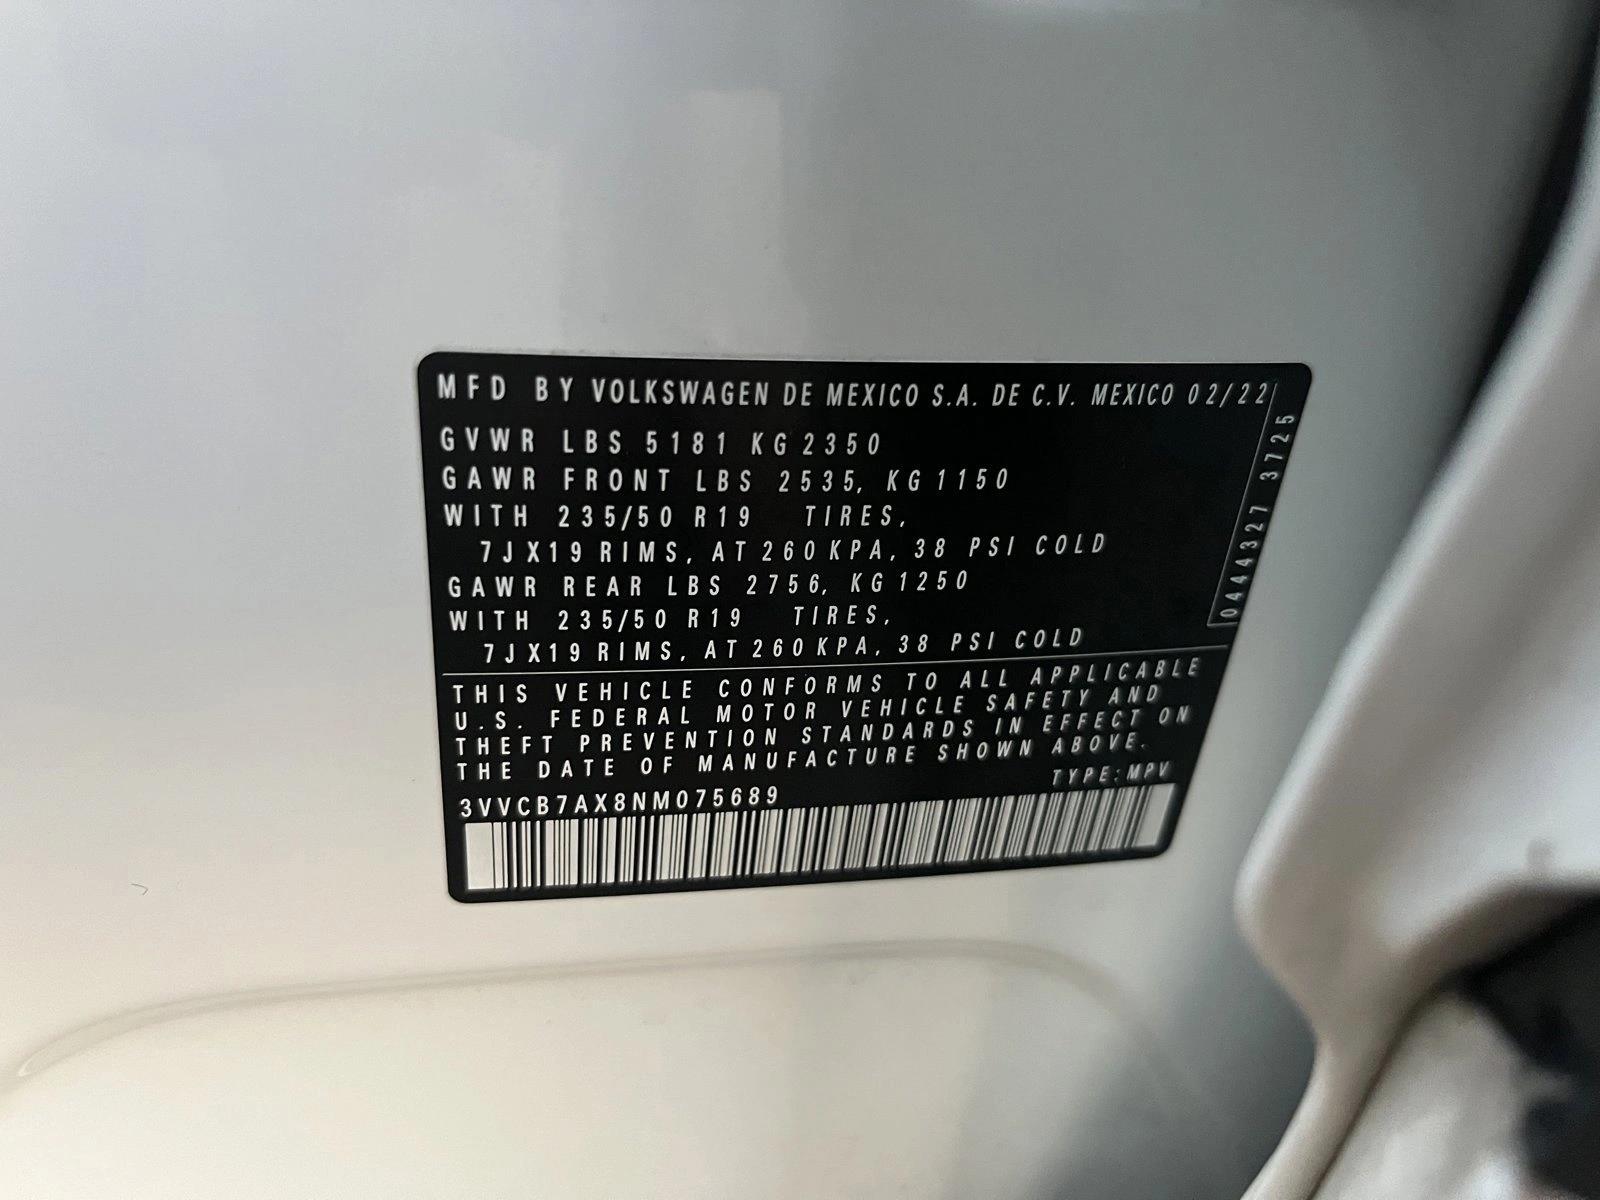 MFD BY VOLKSWAGEN DE MEXICO S.A. DE C.V. MEXICO 02/22
GVWR LBS 5181 KG 2350
GAWR FRONT LBS 2535, KG 1150
WITH 235/50 R19 TIRES,
7JX19 RIMS, AT 260 KPA, 38 PSI COLD
GAWR REAR LBS 2756, KG 1250
WITH 235/50 R19 TIRES,
7JX19 RIMS, AT 260 KPA, 38 PSI COLD
0444327 3725
THIS VEHICLE CONFORMS TO ALL APPLICABLE
U.S. FEDERAL MOTOR VEHICLE SAFETY AND
THEFT PREVENTION STANDARDS IN EFFECT ON
THE DATE OF MANUFACTURE SHOWN ABOVE.
TYPE: MPV
3VVCB7AX8NM075689